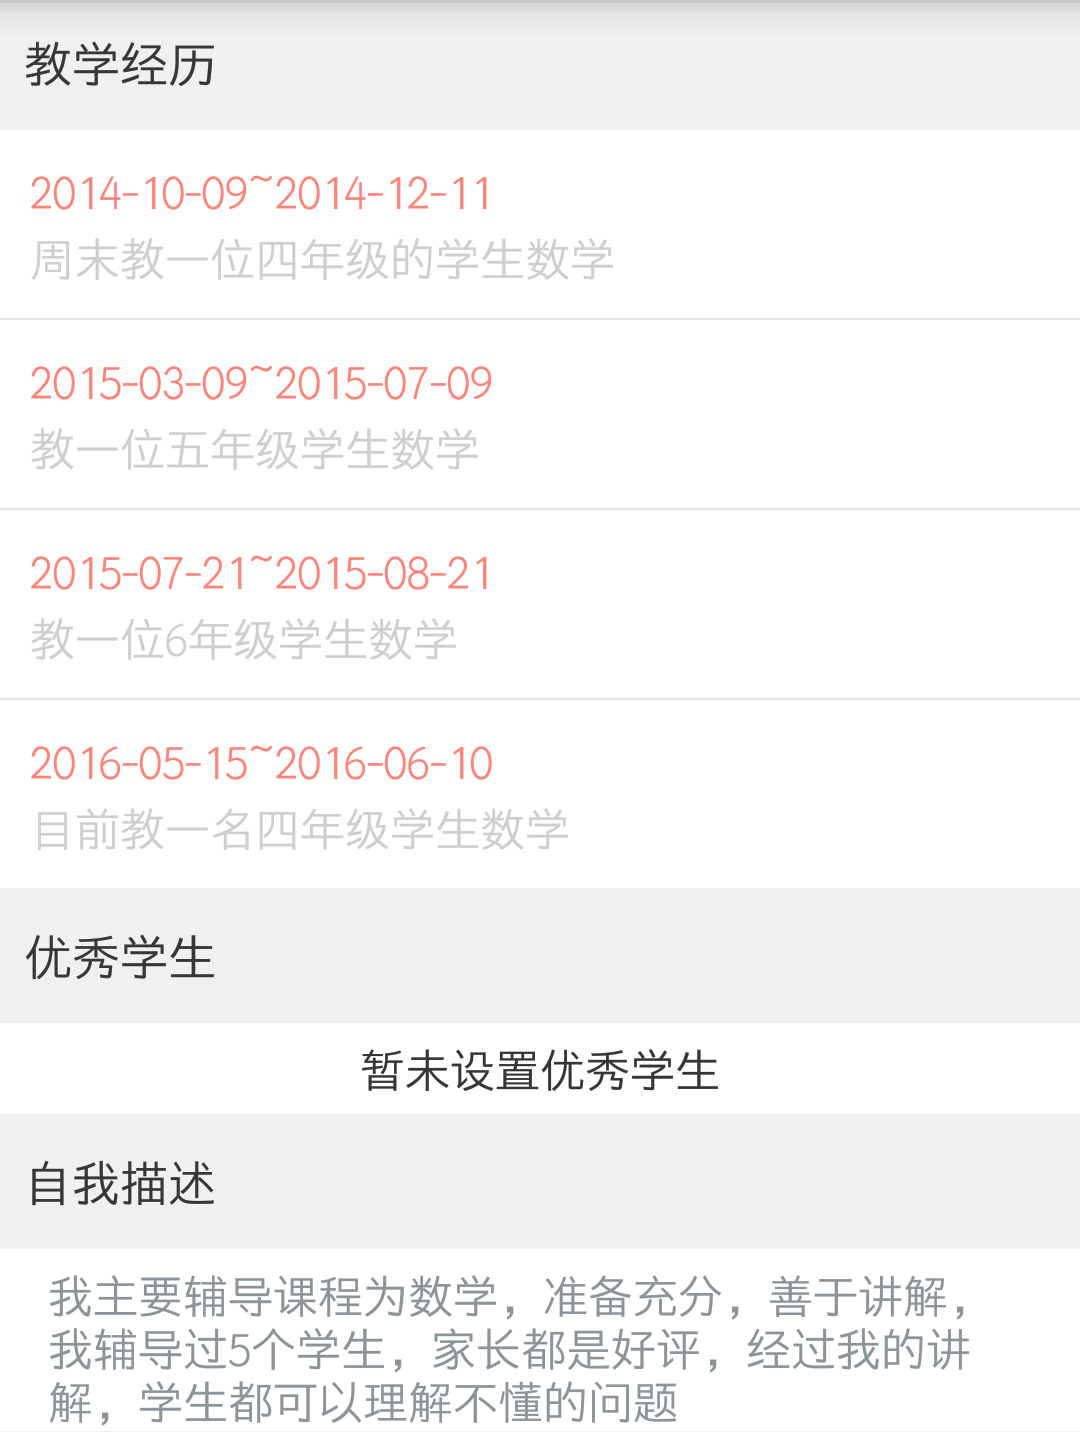 教学经历
2014-10-09~2014-12-11
周末教一位四年级的学生数学
2015-03-09~2015-07-09
教一位五年级学生数学
2015-07-21~2015-08-21
教一位6年级学生数学
2016-05-15~2016-06-10
目前教一名四年级学生数学
优秀学生
暂未设置优秀学生
自我描述
我主要辅导课程为数学，准备充分，善于讲解，
我辅导过5个学生，家长都是好评，经过我的讲
解，学生都可以理解不懂的问题